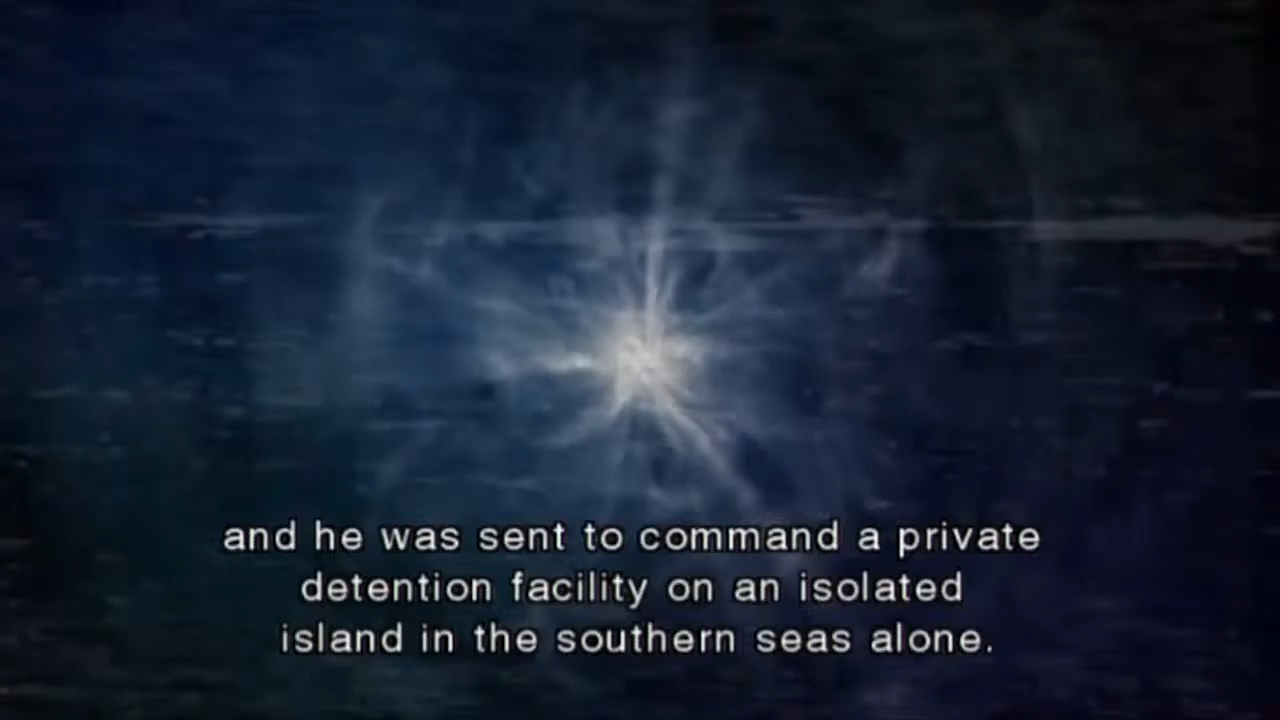 and he was sent to command a private
detention facility on an isolated
island in the southern seas alone.